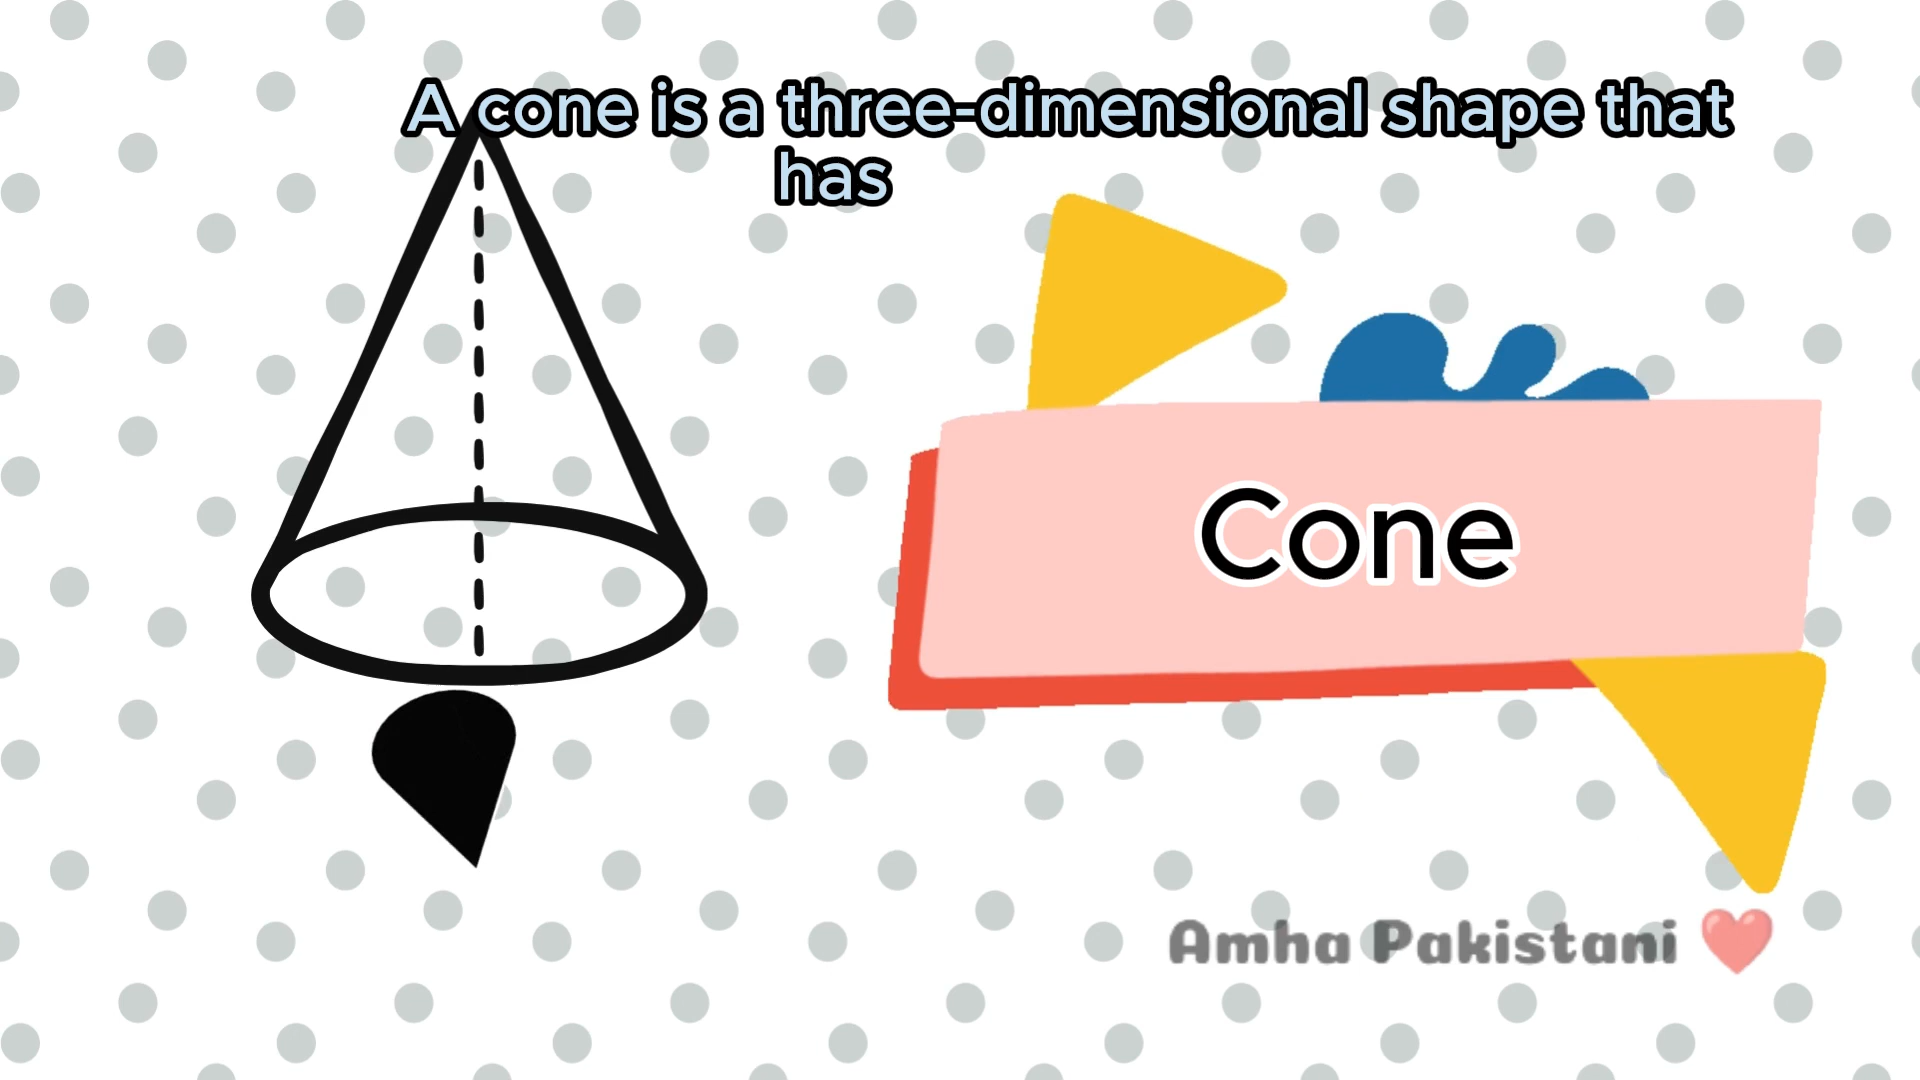 A cone is a three-dimensional shape that
has
Cone
Amha Pakistani ❤️